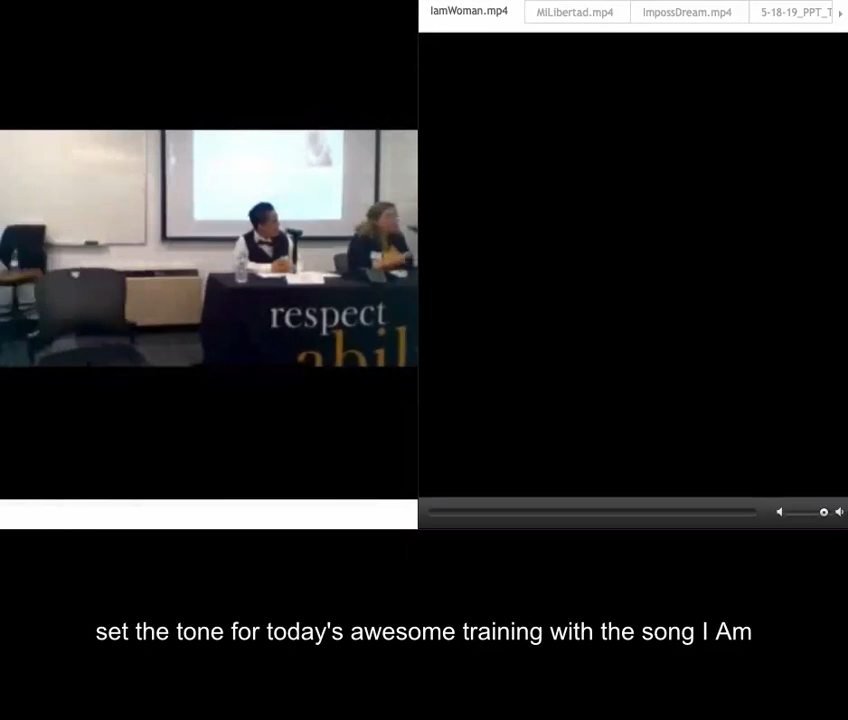 IamWoman.mp4 MiLibertad.mp4 ImpossDream.mp4 5-18-19_PPT_T
respect
abili
set the tone for today's awesome training with the song I Am